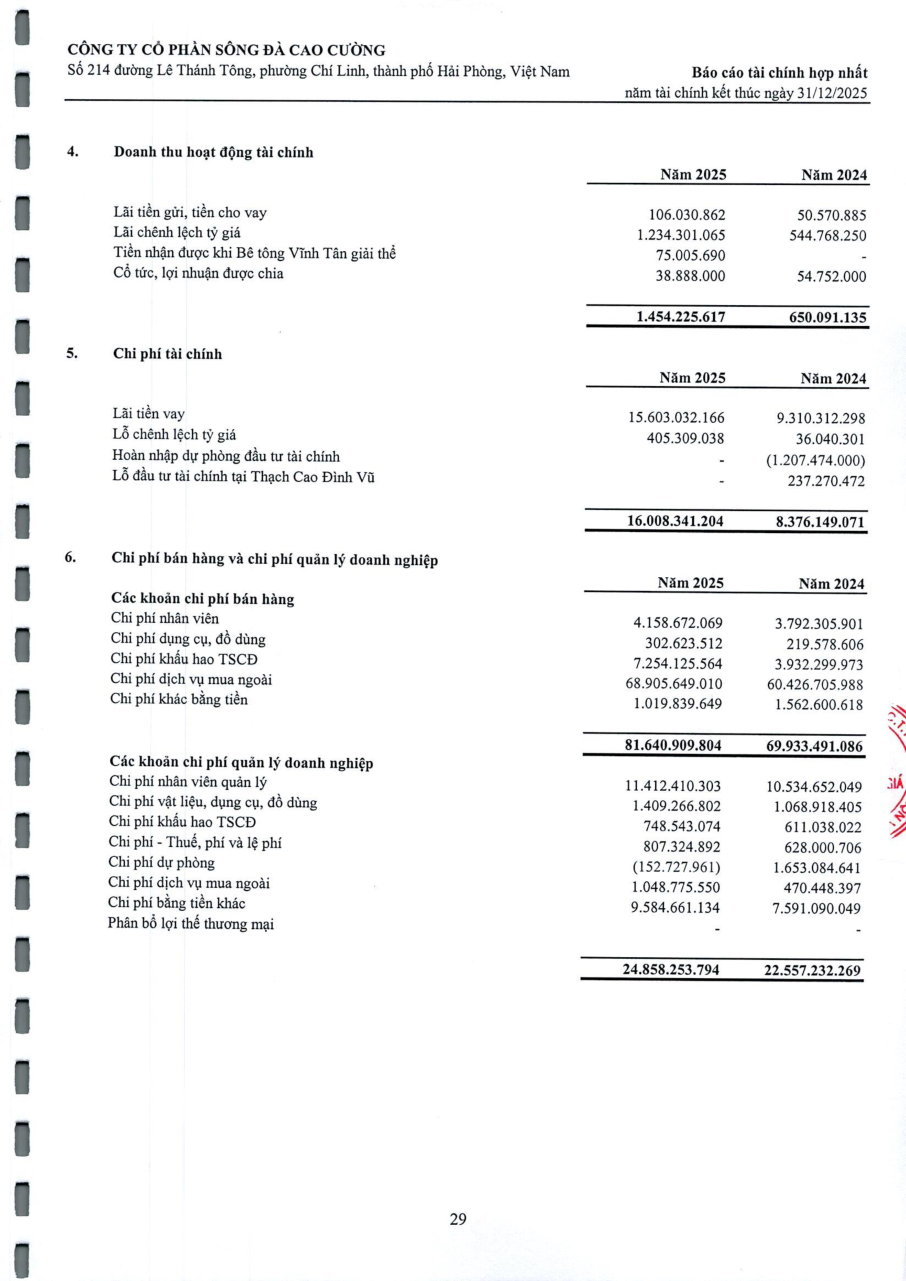 CÔNG TY CỔ PHẦN SÔNG ĐÀ CAO CƯỜNG
Số 214 đường Lê Thánh Tông, phường Chí Linh, thành phố Hải Phòng, Việt Nam
Báo cáo tài chính hợp nhất
năm tài chính kết thúc ngày 31/12/2025
4. Doanh thu hoạt động tài chính
Năm 2025 Năm 2024
Lãi tiền gửi, tiền cho vay 106.030.862 50.570.885
Lãi chênh lệch tỷ giá 1.234.301.065 544.768.250
Tiền nhận được khi Bê tông Vĩnh Tân giải thể 75.005.690 -
Cổ tức, lợi nhuận được chia 38.888.000 54.752.000
1.454.225.617 650.091.135
5. Chi phí tài chính
Năm 2025 Năm 2024
Lãi tiền vay 15.603.032.166 9.310.312.298
Lỗ chênh lệch tỷ giá 405.309.038 36.040.301
Hoàn nhập dự phòng đầu tư tài chính - (1.207.474.000)
Lỗ đầu tư tài chính tại Thạch Cao Đình Vũ - 237.270.472
16.008.341.204 8.376.149.071
6. Chi phí bán hàng và chi phí quản lý doanh nghiệp
Năm 2025 Năm 2024
Các khoản chi phí bán hàng
Chi phí nhân viên 4.158.672.069 3.792.305.901
Chi phí dụng cụ, đồ dùng 302.623.512 219.578.606
Chi phí khấu hao TSCĐ 7.254.125.564 3.932.299.973
Chi phí dịch vụ mua ngoài 68.905.649.010 60.426.705.988
Chi phí khác bằng tiền 1.019.839.649 1.562.600.618
81.640.909.804 69.933.491.086
Các khoản chi phí quản lý doanh nghiệp
Chi phí nhân viên quản lý 11.412.410.303 10.534.652.049
Chi phí vật liệu, dụng cụ, đồ dùng 1.409.266.802 1.068.918.405
Chi phí khấu hao TSCĐ 748.543.074 611.038.022
Chi phí - Thuế, phí và lệ phí 807.324.892 628.000.706
Chi phí dự phòng (152.727.961) 1.653.084.641
Chi phí dịch vụ mua ngoài 1.048.775.550 470.448.397
Chi phí bằng tiền khác 9.584.661.134 7.591.090.049
Phân bổ lợi thế thương mại - -
24.858.253.794 22.557.232.269
29